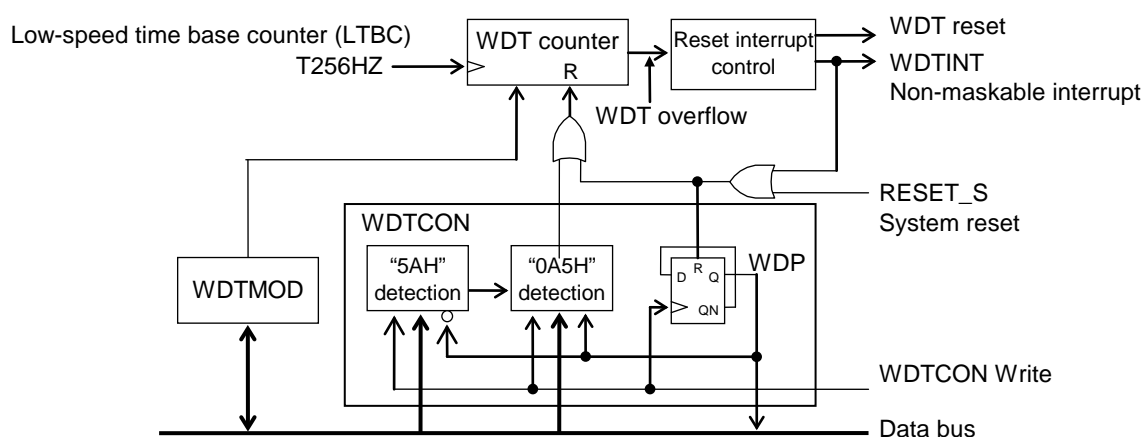 Low-speed time base counter (LTBC)
T256HZ
WDT counter
R
Reset interrupt
control
WDT reset
WDTINT
Non-maskable interrupt
WDT overflow
RESET_S
System reset
WDTCON
WDTMOD
“5AH”
detection
“0A5H”
detection
R
D
Q
QN
WDP
WDTCON Write
Data bus